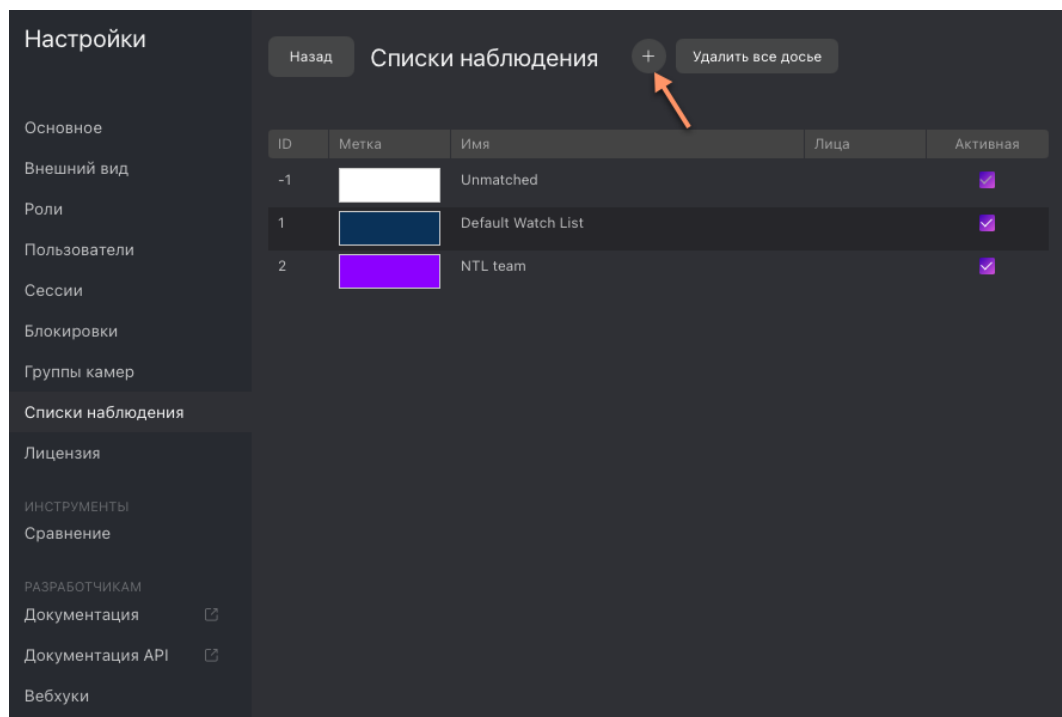 Настройки
Назад
Списки наблюдения
+
Удалить все досье
Основное
Внешний вид
Роли
Пользователи
Сессии
Блокировки
Группы камер
Списки наблюдения
Лицензия
ИНСТРУМЕНТЫ
Сравнение
РАЗРАБОТЧИКАМ
Документация
Документация API
Вебхуки
ID Метка Имя Лица Активная
-1 Unmatched
1 Default Watch List
2 NTL team